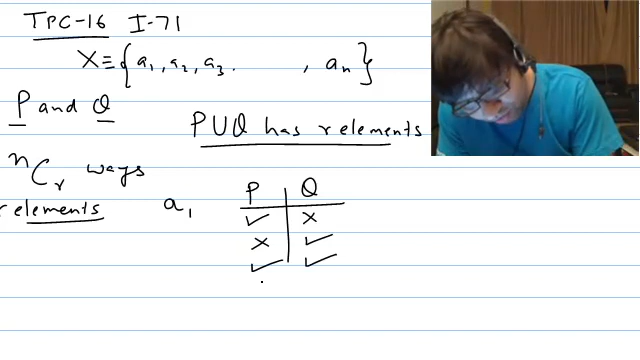 TPC-16 I-71
X≡{a₁, a₂, a₃. , aₙ}
P and Q
P∪Q has r elements
ⁿCᵣ ways
r elements
a₁
P | Q
✓ | ×
× | ✓
✓ | ✓